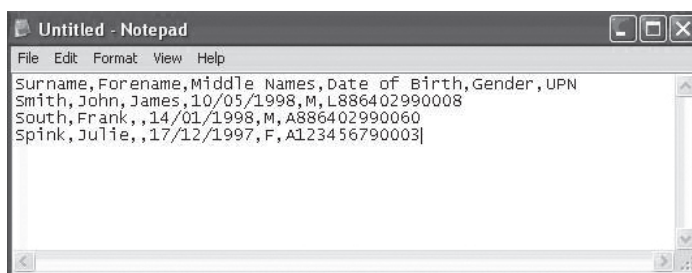 Untitled - Notepad
File Edit Format View Help
Surname,Forename,Middle Names,Date of Birth,Gender,UPN
Smith,John,James,10/05/1998,M,L886402990008
South,Frank,,14/01/1998,M,A886402990060
Spink,Julie,,17/12/1997,F,A123456790003